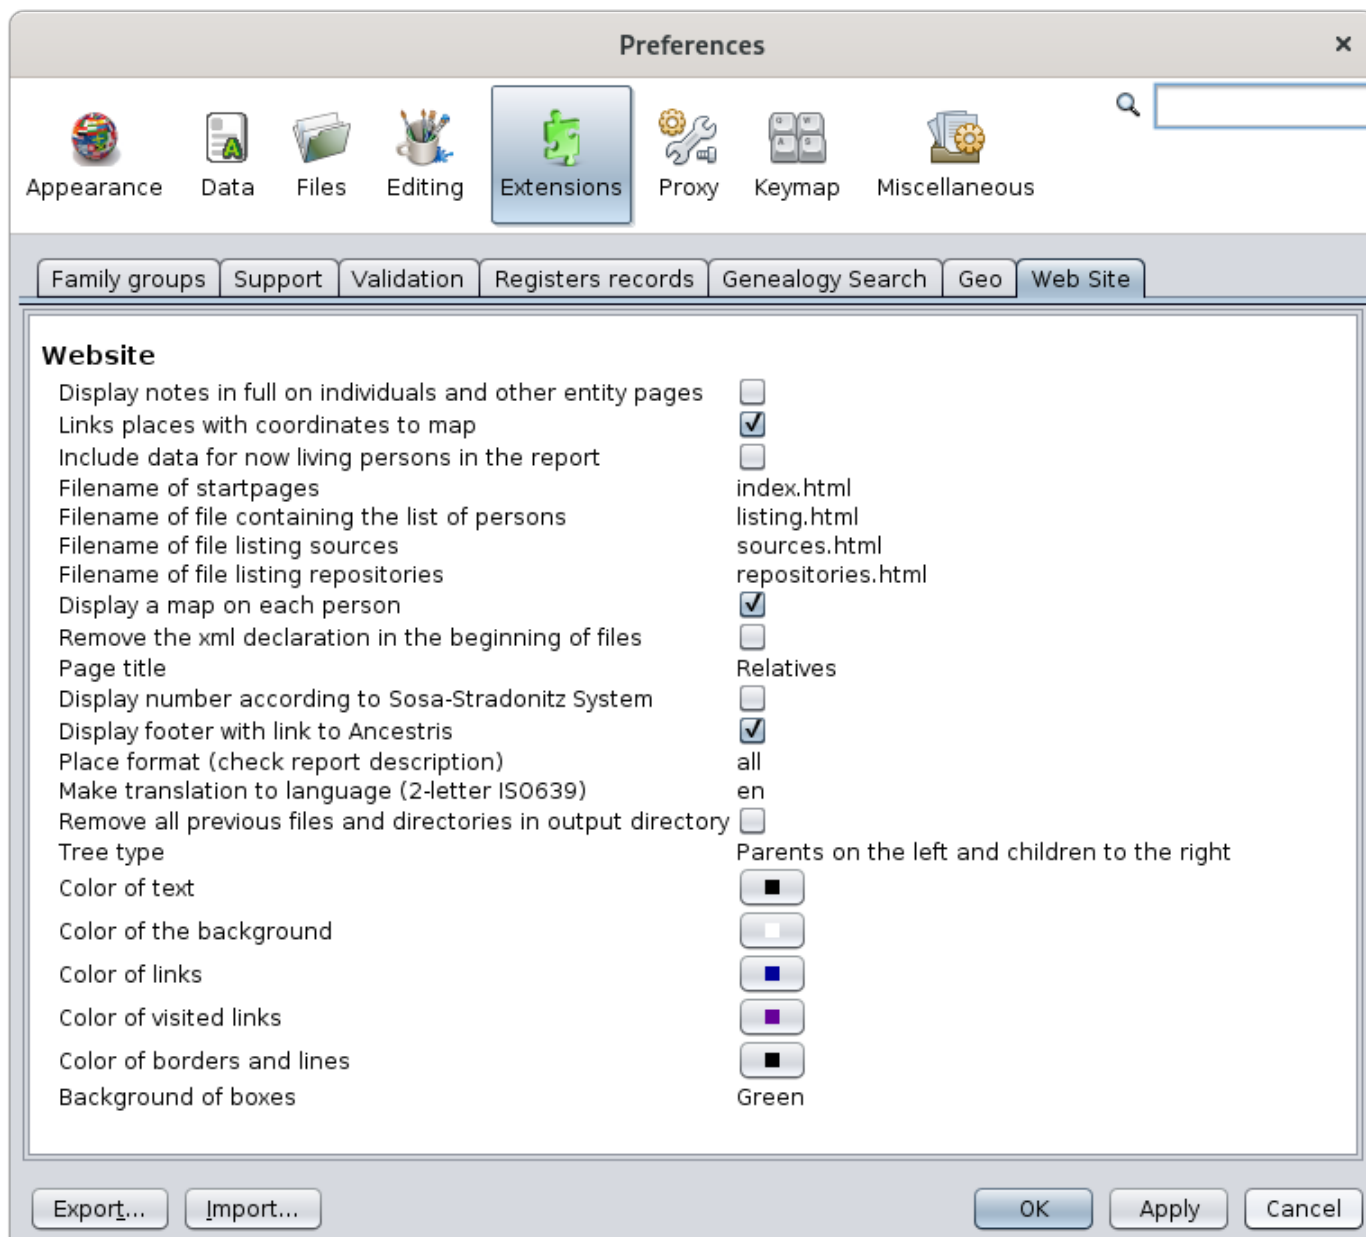 Preferences
Appearance Data Files Editing Extensions Proxy Keymap Miscellaneous
Family groups Support Validation Registers records Genealogy Search Geo Web Site
Website
Display notes in full on individuals and other entity pages
Links places with coordinates to map
Include data for now living persons in the report
Filename of startpages index.html
Filename of file containing the list of persons listing.html
Filename of file listing sources sources.html
Filename of file listing repositories repositories.html
Display a map on each person
Remove the xml declaration in the beginning of files
Page title Relatives
Display number according to Sosa-Stradonitz System
Display footer with link to Ancestris
Place format (check report description) all
Make translation to language (2-letter ISO639) en
Remove all previous files and directories in output directory
Tree type Parents on the left and children to the right
Color of text
Color of the background
Color of links
Color of visited links
Color of borders and lines
Background of boxes Green
Export... Import... OK Apply Cancel